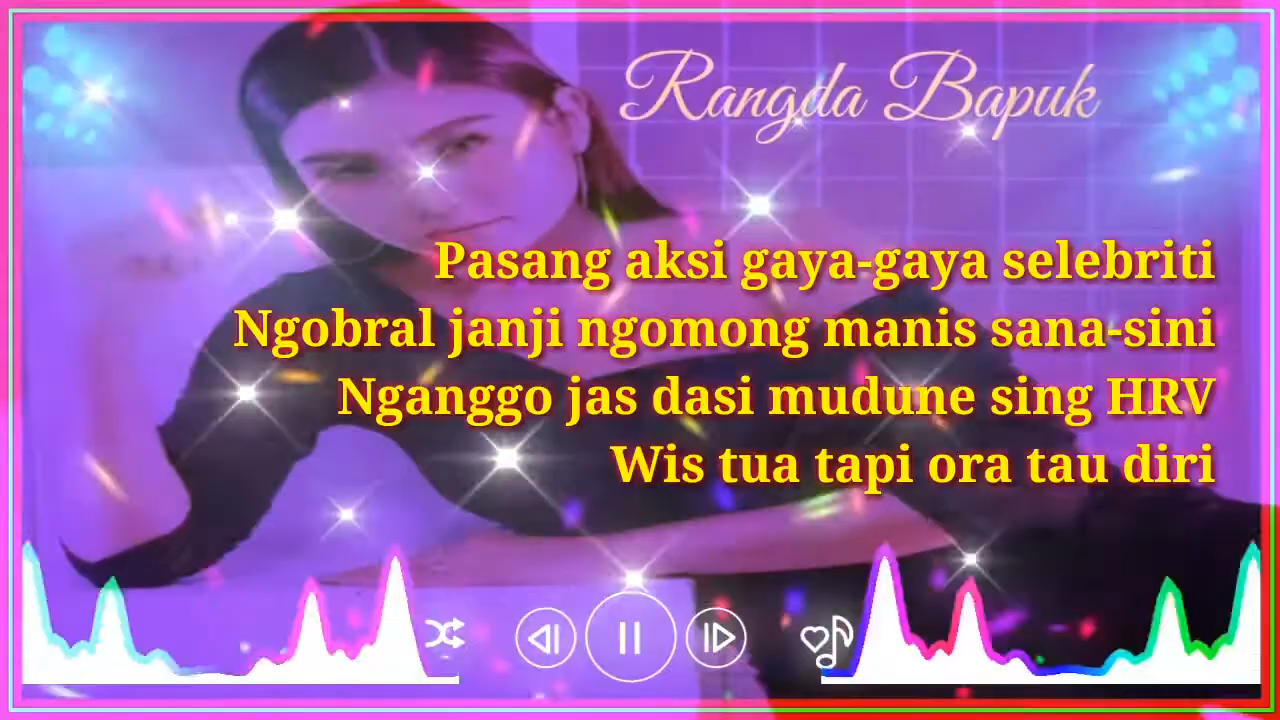 Rangda Bapuk
Pasang aksi gaya-gaya selebriti
Ngobral janji ngomong manis sana-sini
Nganggo jas dasi mudune sing HRV
Wis tua tapi ora tau diri